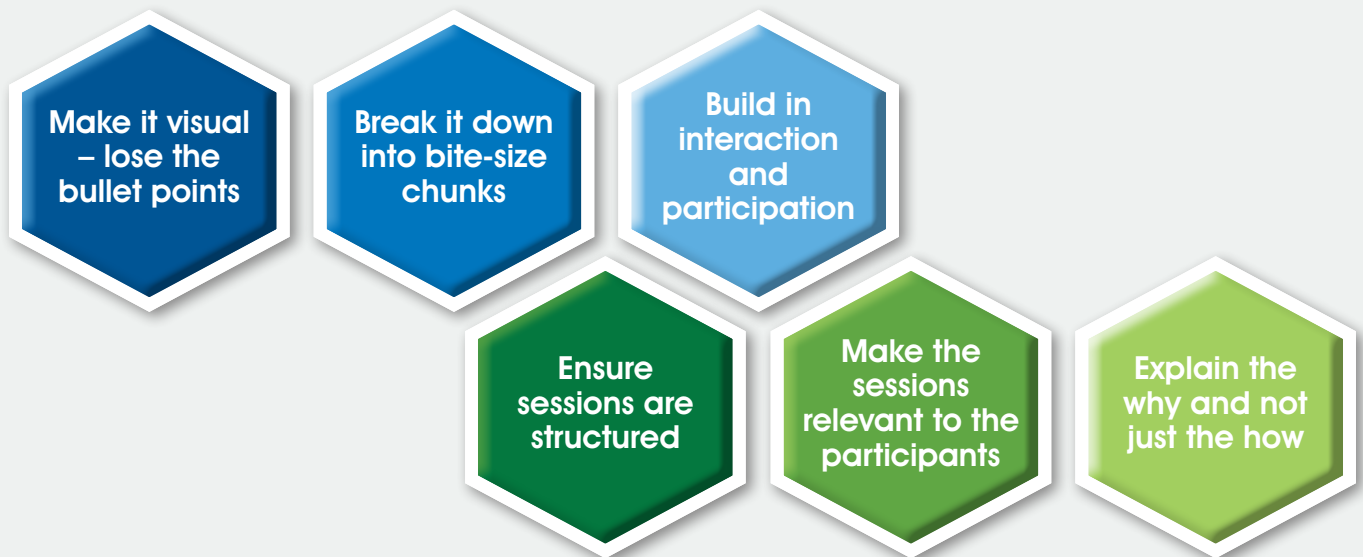 Make it visual
– lose the
bullet points
Break it down
into bite-size
chunks
Build in
interaction
and
participation
Ensure
sessions are
structured
Make the
sessions
relevant to the
participants
Explain the
why and not
just the how